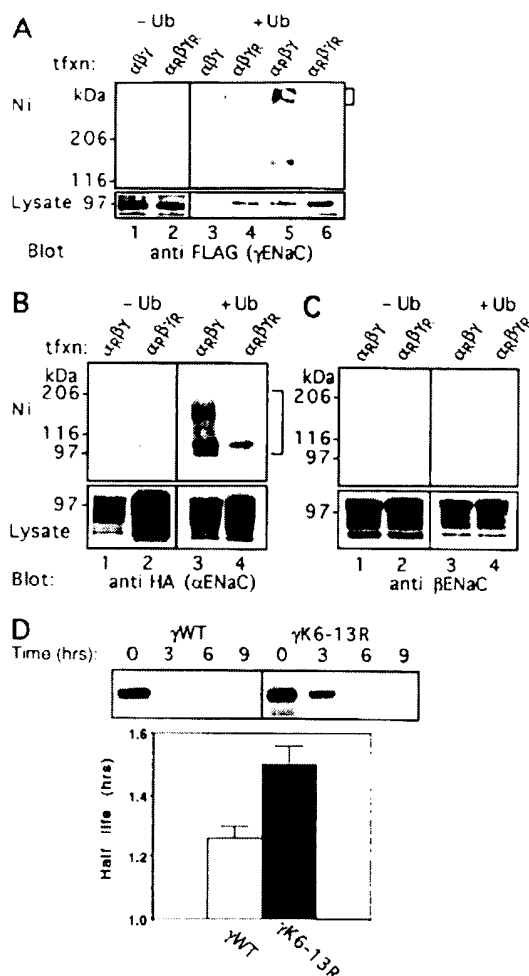 A
- Ub
+ Ub
tfxn:
αβγ
αRβγR
αβγ
αβγR
αRβγ
αRβγR
kDa
Ni
206
116
Lysate 97
1 2 3 4 5 6
Blot anti FLAG (γENaC)
B
- Ub
+ Ub
tfxn:
αRβγ
αRβγR
αRβγ
αRβγR
kDa
206
Ni
116
97
97
Lysate
1 2 3 4
Blot: anti HA (αENaC)
C
- Ub
+ Ub
αRβγ
αRβγR
αRβγ
αRβγR
kDa
206
116
97
97
1 2 3 4
anti βENaC
D
γWT γK6-13R
Time (hrs): 0 3 6 9 0 3 6 9
Half life (hrs)
1.6
1.4
1.2
1.0
γWT
γK6-13R